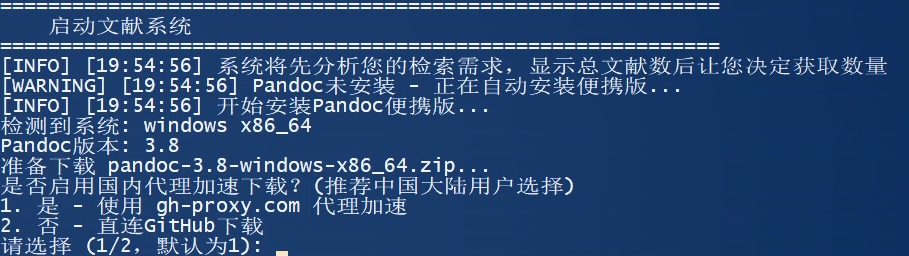 ============================================================
启动文献系统
============================================================
[INFO] [19:54:56] 系统将先分析您的检索需求，显示总文献数后让您决定获取数量
[WARNING] [19:54:56] Pandoc未安装 - 正在自动安装便携版...
[INFO] [19:54:56] 开始安装Pandoc便携版...
检测到系统: windows x86_64
Pandoc版本: 3.8
准备下载 pandoc-3.8-windows-x86_64.zip...
是否启用国内代理加速下载？(推荐中国大陆用户选择)
1. 是 - 使用 gh-proxy.com 代理加速
2. 否 - 直连GitHub下载
请选择 (1/2, 默认为1):